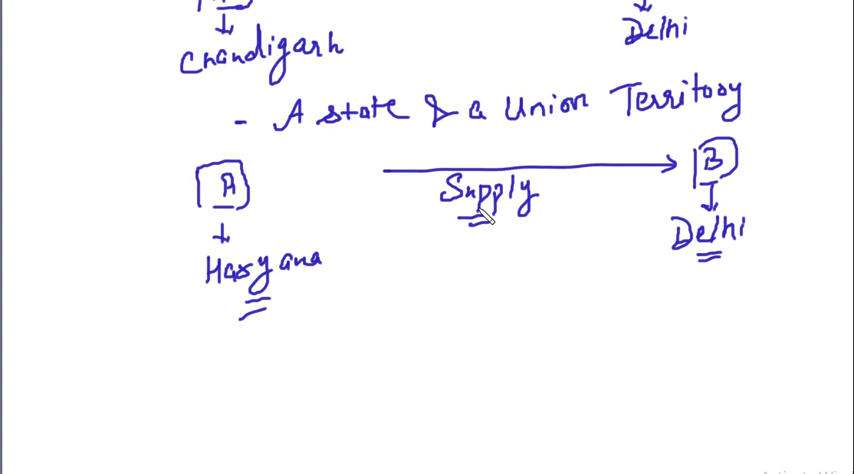 Delhi
Chandigarh
- A state & a Union Territory
A Supply B
Haryana Delhi